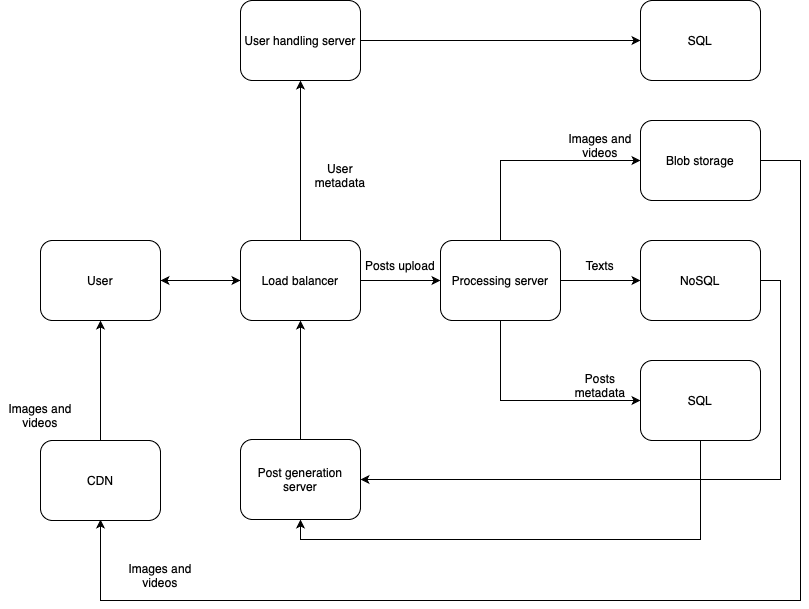 User handling server
SQL
Images and
videos
Blob storage
User
metadata
User
Load balancer
Posts upload
Processing server
Texts
NoSQL
Posts
metadata
SQL
Images and
videos
CDN
Post generation
server
Images and
videos